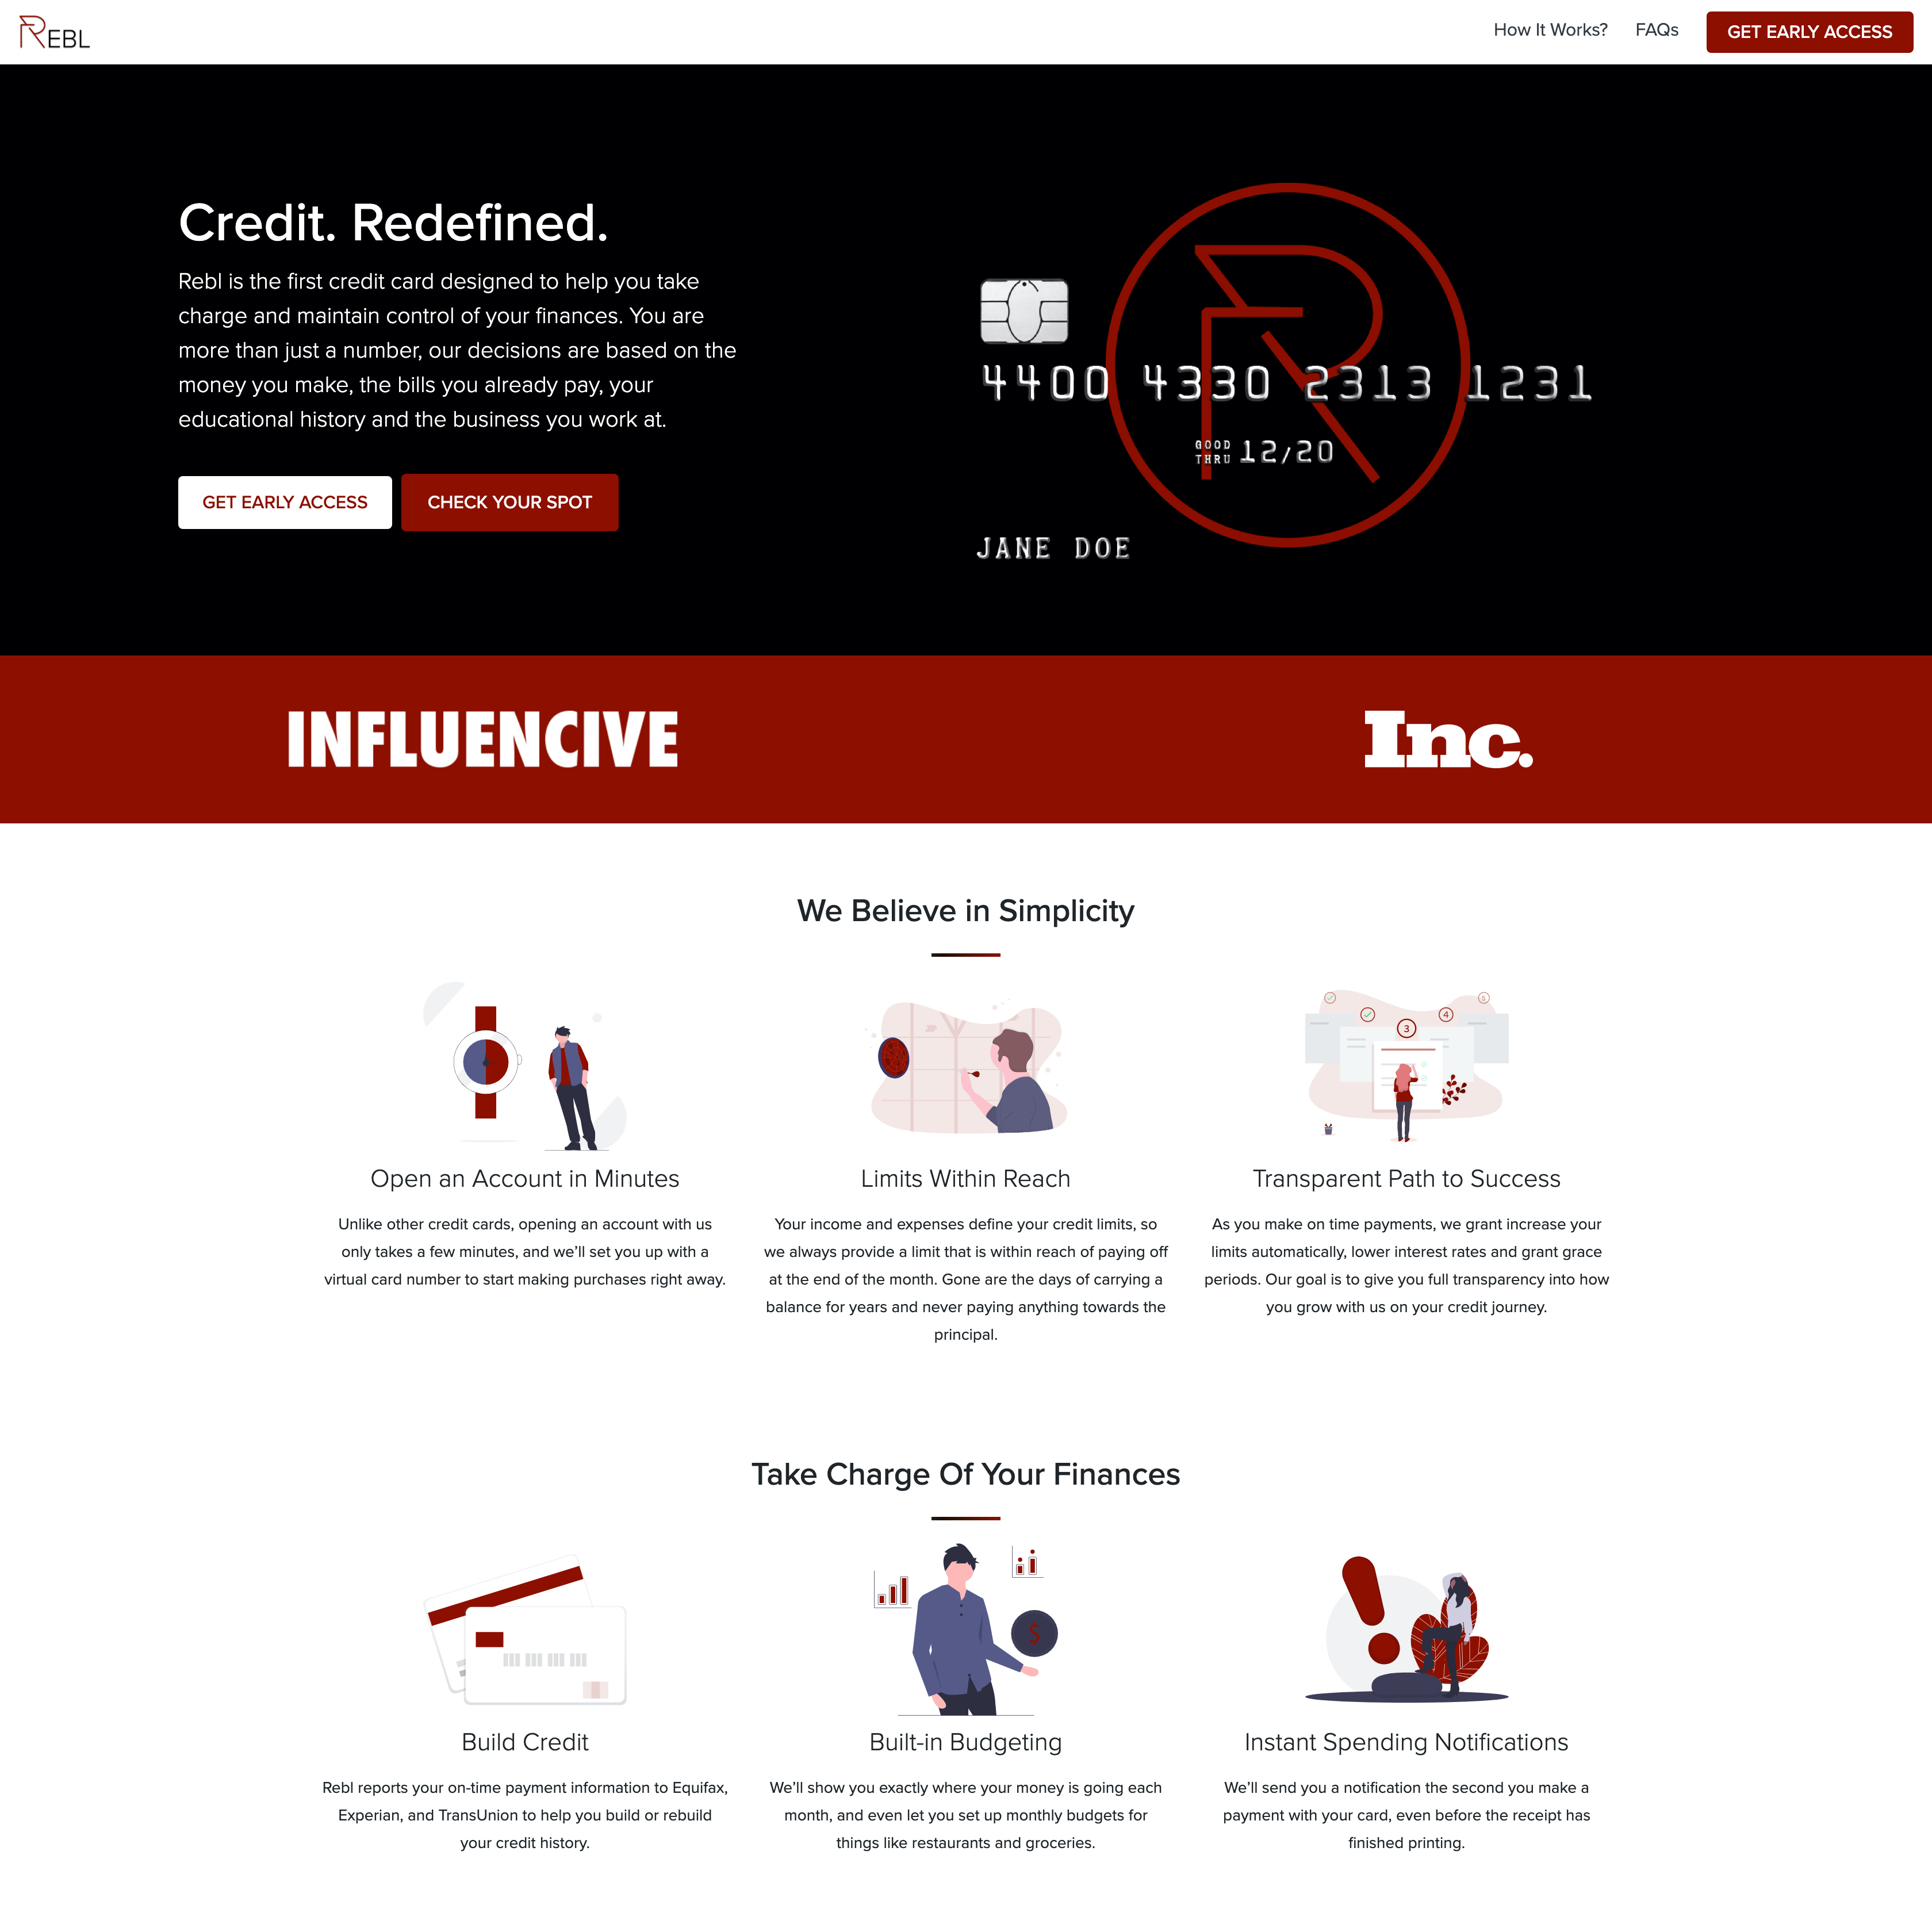 REBL
How It Works?
FAQs
GET EARLY ACCESS
Credit. Redefined.
Rebl is the first credit card designed to help you take
charge and maintain control of your finances. You are
more than just a number, our decisions are based on the
money you make, the bills you already pay, your
educational history and the business you work at.
GET EARLY ACCESS
CHECK YOUR SPOT
4400 4330 2313 1231
GOOD
THRU 12/20
JANE DOE
INFLUENCIVE
Inc.
We Believe in Simplicity
3
4
5
Open an Account in Minutes
Unlike other credit cards, opening an account with us
only takes a few minutes, and we’ll set you up with a
virtual card number to start making purchases right away.
Limits Within Reach
Your income and expenses define your credit limits, so
we always provide a limit that is within reach of paying off
at the end of the month. Gone are the days of carrying a
balance for years and never paying anything towards the
principal.
Transparent Path to Success
As you make on time payments, we grant increase your
limits automatically, lower interest rates and grant grace
periods. Our goal is to give you full transparency into how
you grow with us on your credit journey.
Take Charge Of Your Finances
$
Build Credit
Rebl reports your on-time payment information to Equifax,
Experian, and TransUnion to help you build or rebuild
your credit history.
Built-in Budgeting
We’ll show you exactly where your money is going each
month, and even let you set up monthly budgets for
things like restaurants and groceries.
Instant Spending Notifications
We’ll send you a notification the second you make a
payment with your card, even before the receipt has
finished printing.